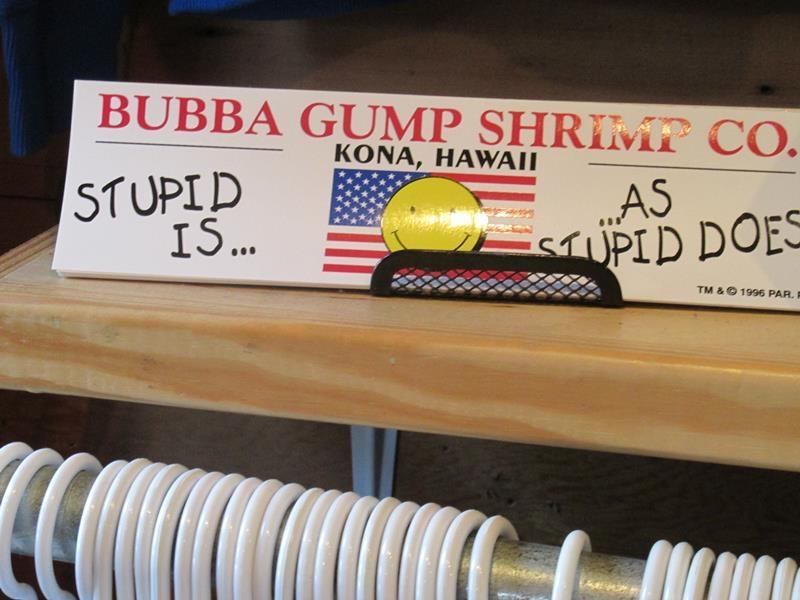 BUBBA GUMP SHRIMP CO.
KONA, HAWAII
STUPID
IS...
...AS
STUPID DOES
TM & © 1996 PAR.